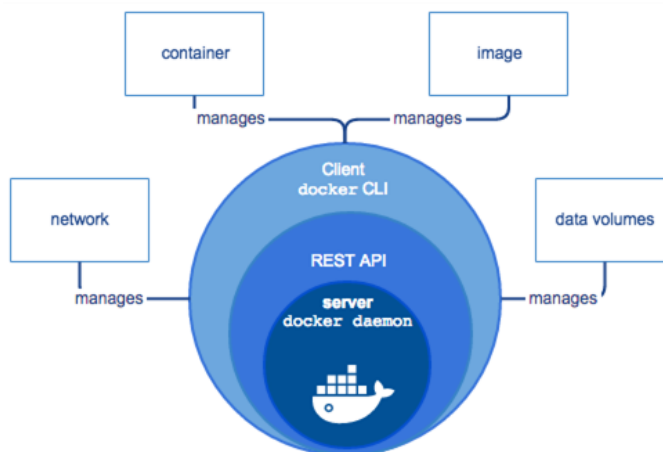 container
image
manages
manages
Client
docker CLI
network
data volumes
REST API
manages
manages
server
docker daemon